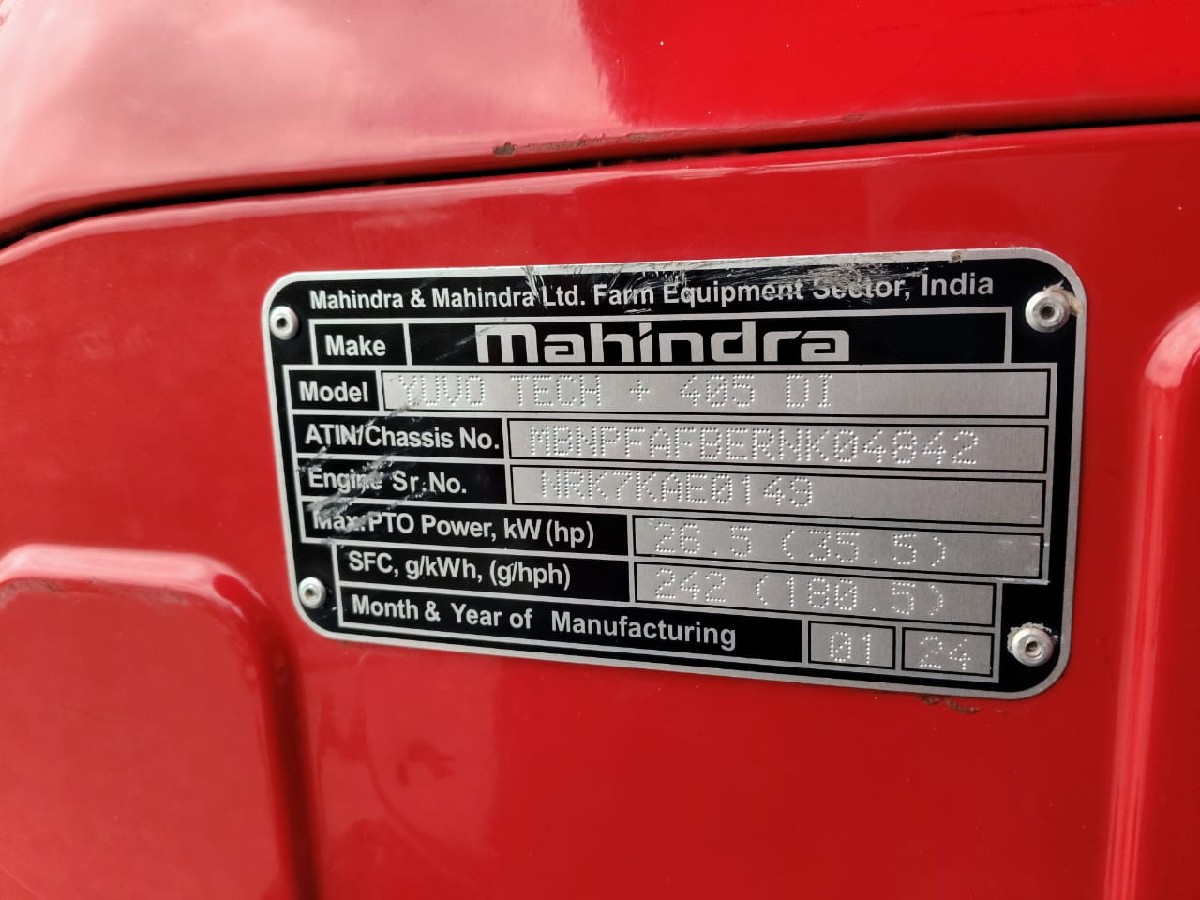 Mahindra & Mahindra Ltd. Farm Equipment Sector, India
Make Mahindra
Model YUVO TECH + 405 DI
ATIN/Chassis No. MBNPFAFBERNK04842
Engine Sr.No. NRK7KAE0149
Max.PTO Power, kW (hp) 26.5 (35.5)
SFC, g/kWh, (g/hph) 242 (180.5)
Month & Year of Manufacturing 01 24